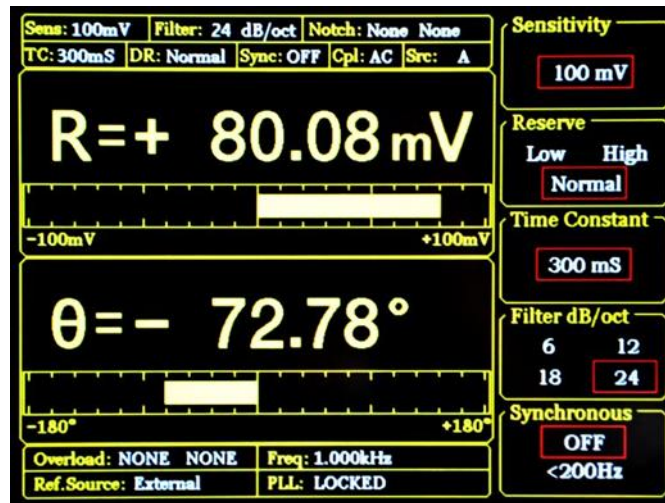 Sens: 100mV Filter: 24 dB/oct Notch: None None
TC: 300mS DR: Normal Sync: OFF Cpl: AC Src: A
R=+ 80.08 mV
-100mV +100mV
θ=- 72.78°
-180° +180°
Overload: NONE NONE Freq: 1.000kHz
Ref.Source: External PLL: LOCKED
Sensitivity
100 mV
Reserve
Low High
Normal
Time Constant
300 mS
Filter dB/oct
6 12
18 24
Synchronous
OFF
<200Hz